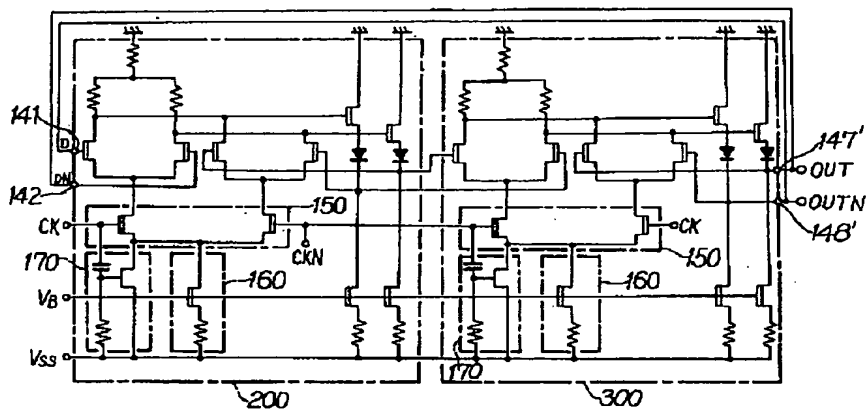 141
D
142
DN
CK
170
VB
VSS
150
CKN
160
200
147'
OUT
OUTN
148'
CK
150
160
170
300